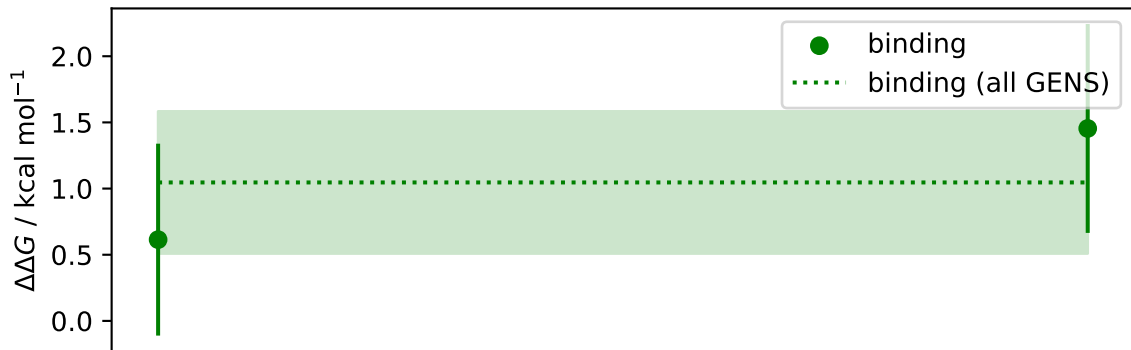 2.0
1.5
1.0
0.5
0.0
ΔΔG / kcal mol⁻¹
binding
binding (all GENS)